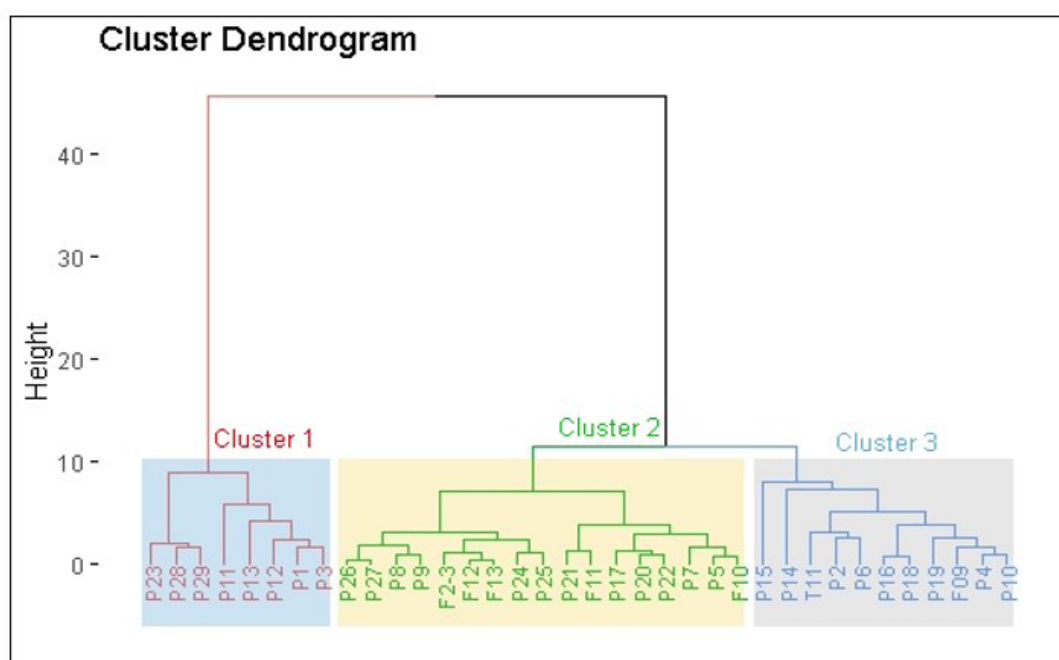 Cluster Dendrogram
Height
40
30
20
10
0
Cluster 1
Cluster 2
Cluster 3
P23
P28
P29
P11
P13
P12
P1
P3
P26
P27
P8
P9
F2-3
F12
F13
P24
P25
P21
F11
P17
P20
P22
P7
P5
F10
P15
P14
T11
P2
P6
P16
P18
P19
F09
P4
P10